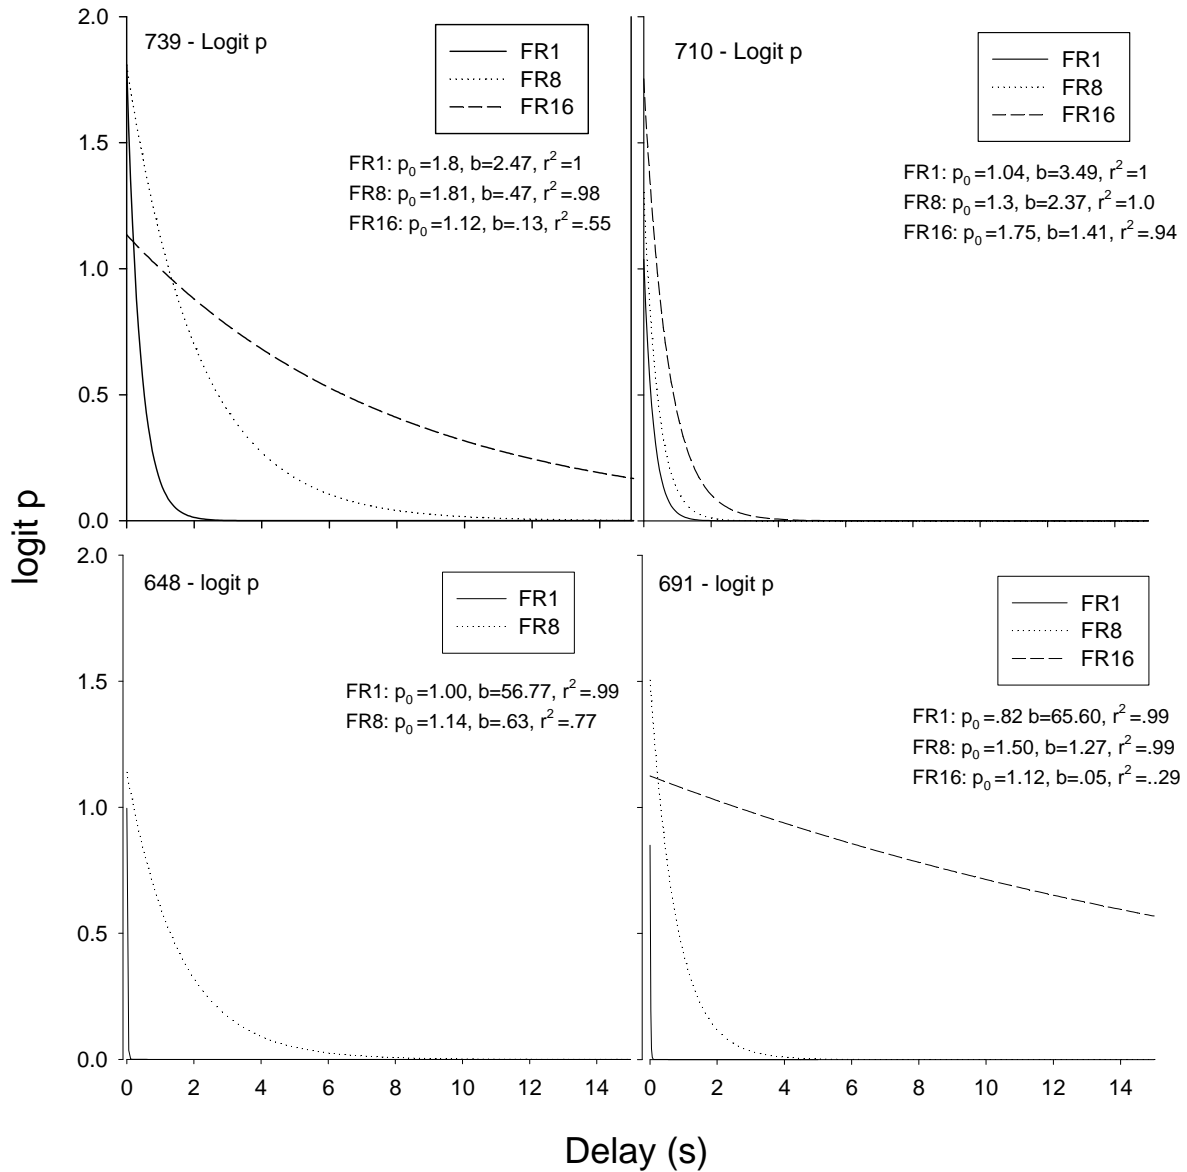 739 - Logit p
FR1
FR8
FR16
FR1: p0 =1.8, b=2.47, r2 =1
FR8: p0 =1.81, b=.47, r2 =.98
FR16: p0 =1.12, b=.13, r2 =.55
2.0
1.5
1.0
0.5
0.0
710 - Logit p
FR1
FR8
FR16
FR1: p0 =1.04, b=3.49, r2 =1
FR8: p0 =1.3, b=2.37, r2 =1.0
FR16: p0 =1.75, b=1.41, r2 =.94
logit p
648 - logit p
FR1
FR8
FR1: p0 =1.00, b=56.77, r2 =.99
FR8: p0 =1.14, b=.63, r2 =.77
2.0
1.5
1.0
0.5
0.0
0 2 4 6 8 10 12 14
691 - logit p
FR1
FR8
FR16
FR1: p0 =.82 b=65.60, r2 =.99
FR8: p0 =1.50, b=1.27, r2 =.99
FR16: p0 =1.12, b=.05, r2 =..29
0 2 4 6 8 10 12 14
Delay (s)